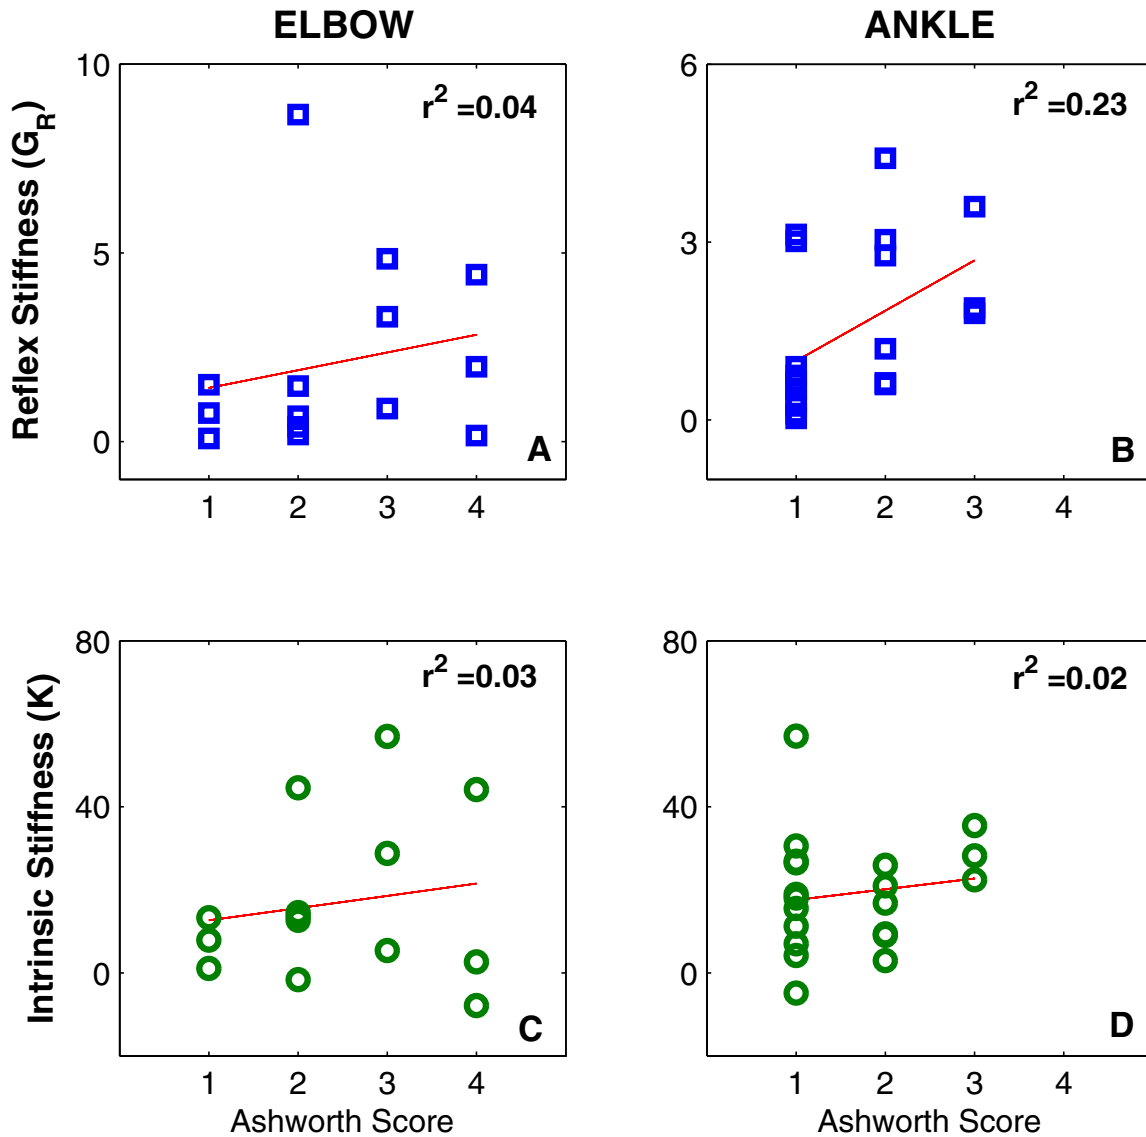 ELBOW
ANKLE
Reflex Stiffness (G_R)
10
5
0
r² =0.04
A
1 2 3 4
6
3
0
r² =0.23
B
1 2 3 4
Intrinsic Stiffness (K)
80
40
0
r² =0.03
C
1 2 3 4
Ashworth Score
80
40
0
r² =0.02
D
1 2 3 4
Ashworth Score